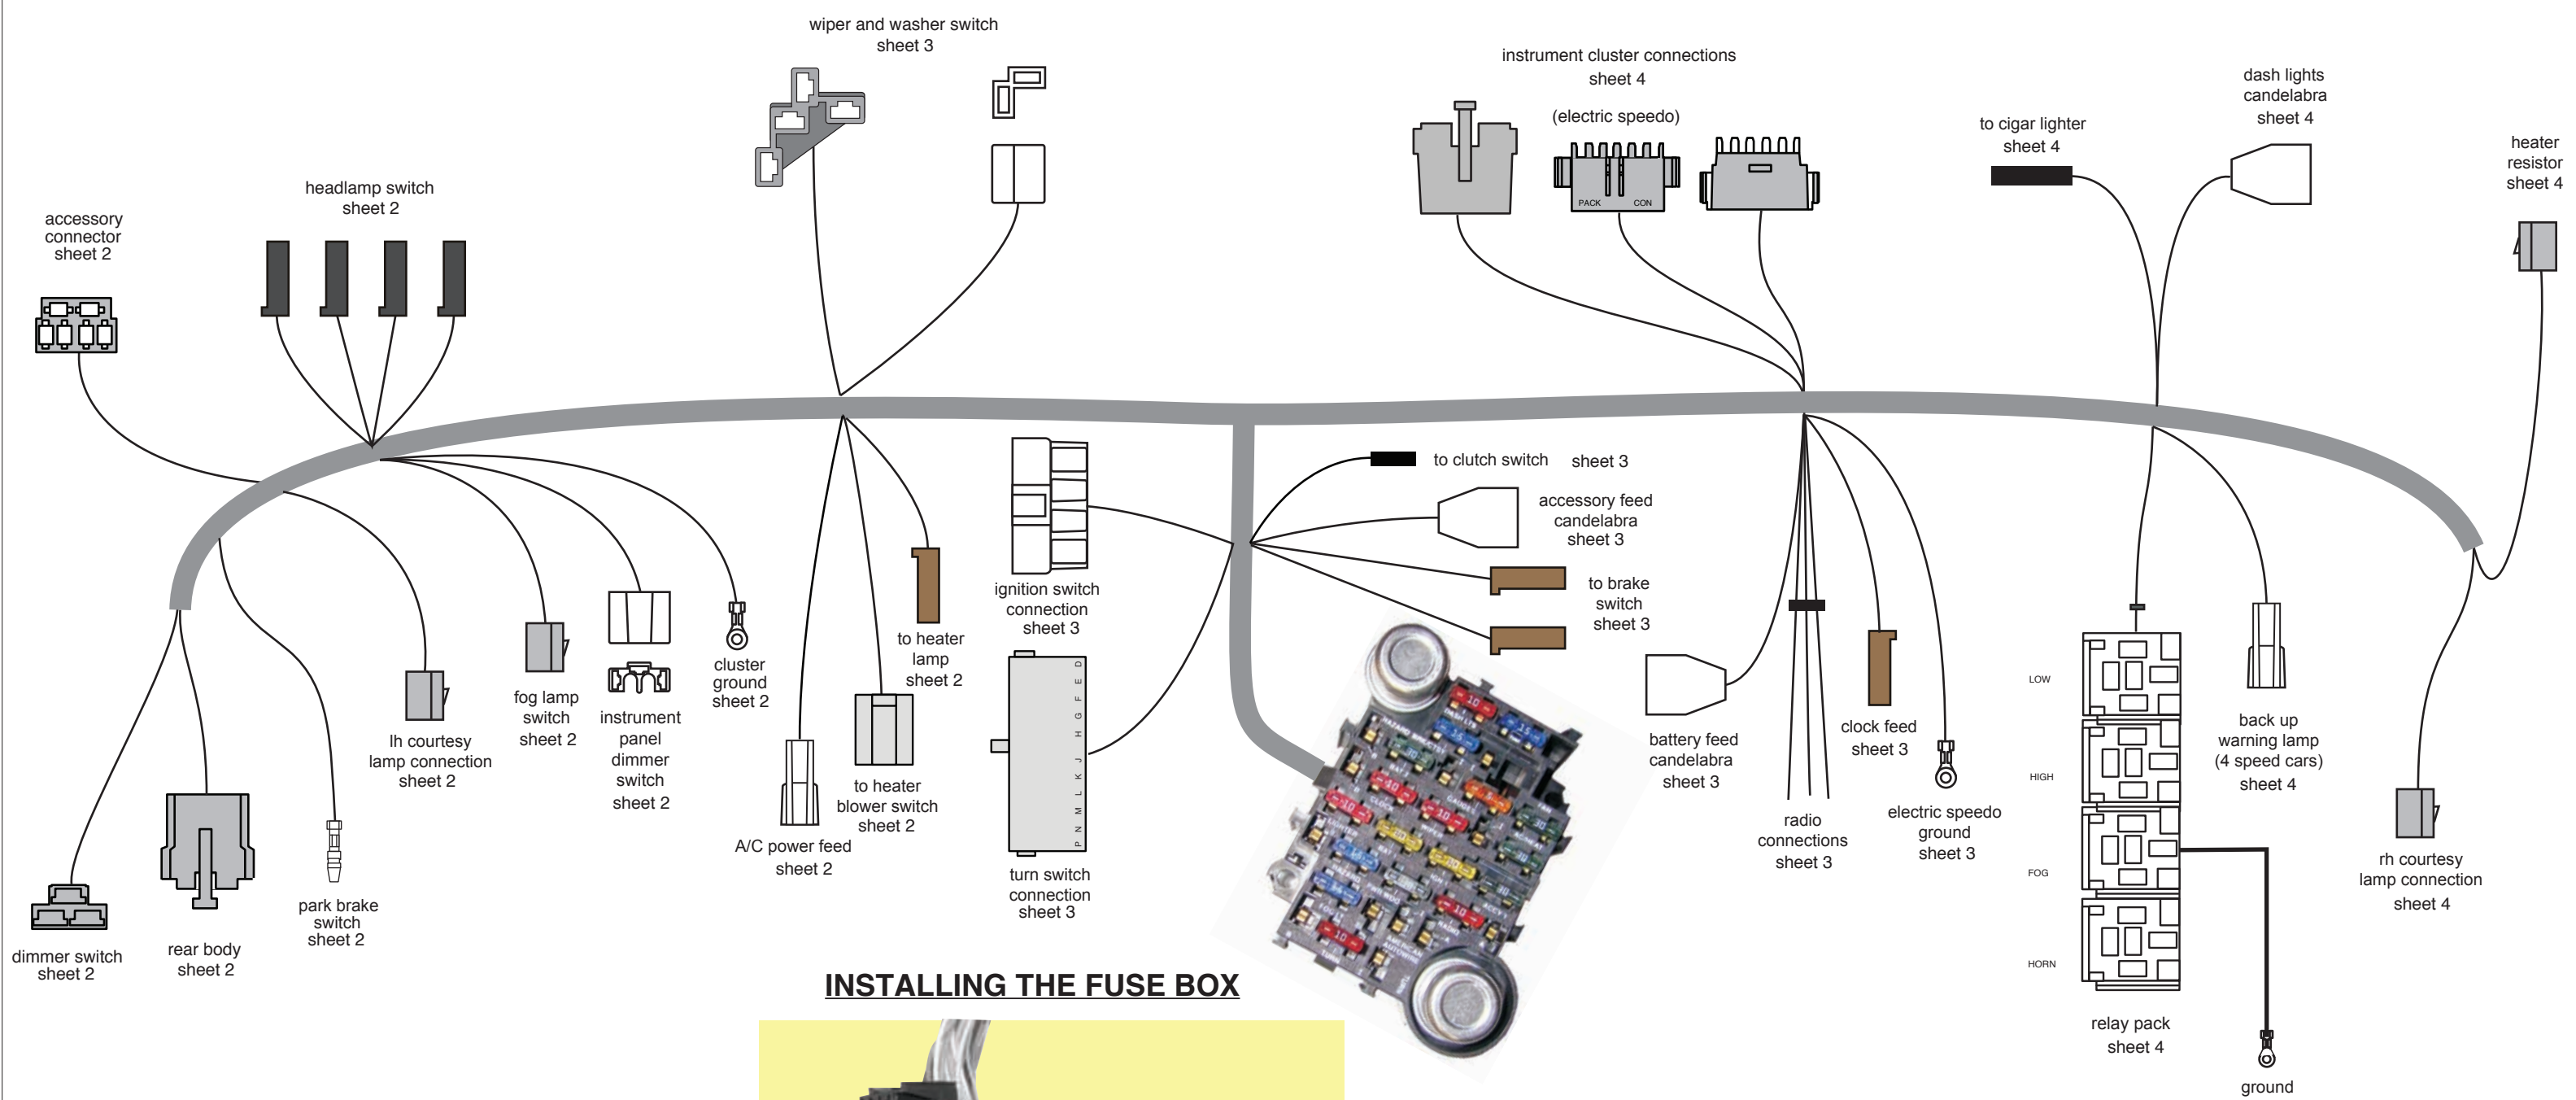 wiper and washer switch
sheet 3
instrument cluster connections
sheet 4
(electric speedo)
PACK CON
dash lights
candelabra
sheet 4
to cigar lighter
sheet 4
heater
resistor
sheet 4
headlamp switch
sheet 2
accessory
connector
sheet 2
to clutch switch sheet 3
accessory feed
candelabra
sheet 3
to brake
switch
sheet 3
ignition switch
connection
sheet 3
to heater
lamp
sheet 2
cluster
ground
sheet 2
fog lamp
switch
sheet 2
instrument
panel
dimmer
switch
sheet 2
lh courtesy
lamp connection
sheet 2
to heater
blower switch
sheet 2
A/C power feed
sheet 2
P N M L K J H G F E D
turn switch
connection
sheet 3
battery feed
candelabra
sheet 3
clock feed
sheet 3
radio
connections
sheet 3
electric speedo
ground
sheet 3
LOW
HIGH
FOG
HORN
back up
warning lamp
(4 speed cars)
sheet 4
rh courtesy
lamp connection
sheet 4
relay pack
sheet 4
ground
park brake
switch
sheet 2
rear body
sheet 2
dimmer switch
sheet 2
INSTALLING THE FUSE BOX